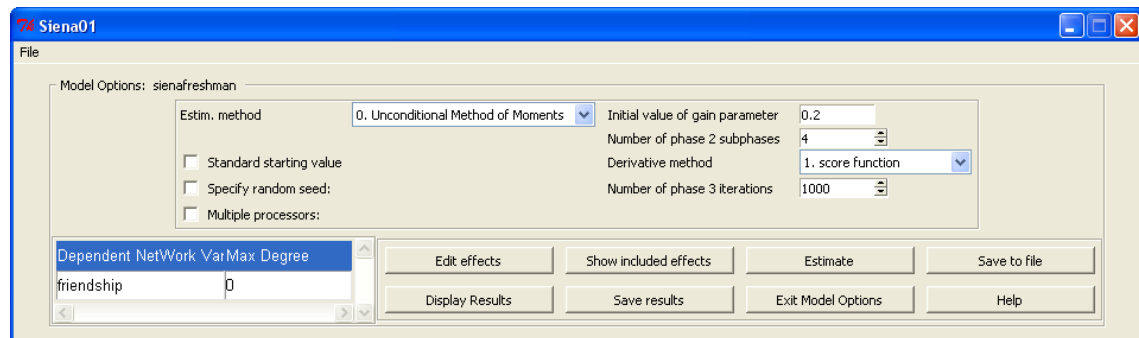 Siena01
File
Model Options: sienafreshman
Estim. method
0. Unconditional Method of Moments
Initial value of gain parameter
0.2
Number of phase 2 subphases
4
Standard starting value
Derivative method
1. score function
Specify random seed:
Number of phase 3 iterations
1000
Multiple processors:
Dependent NetWork VarMax Degree
friendship 0
Edit effects
Show included effects
Estimate
Save to file
Display Results
Save results
Exit Model Options
Help